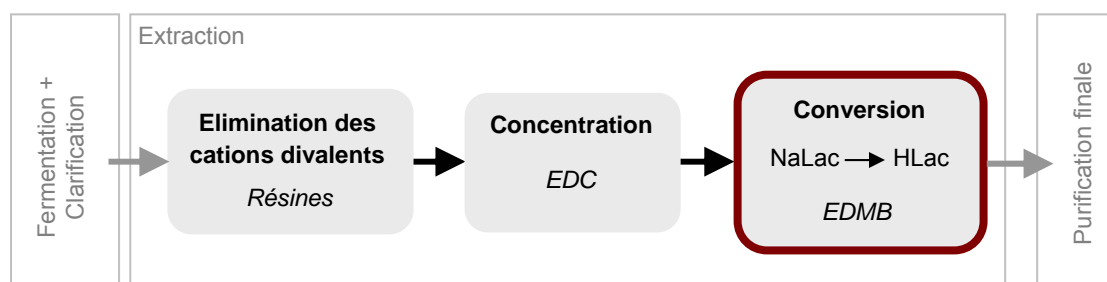 Fermentation +
Clarification
Extraction
Elimination des
cations divalents
Résines
Concentration
EDC
Conversion
NaLac → HLac
EDMB
Purification finale